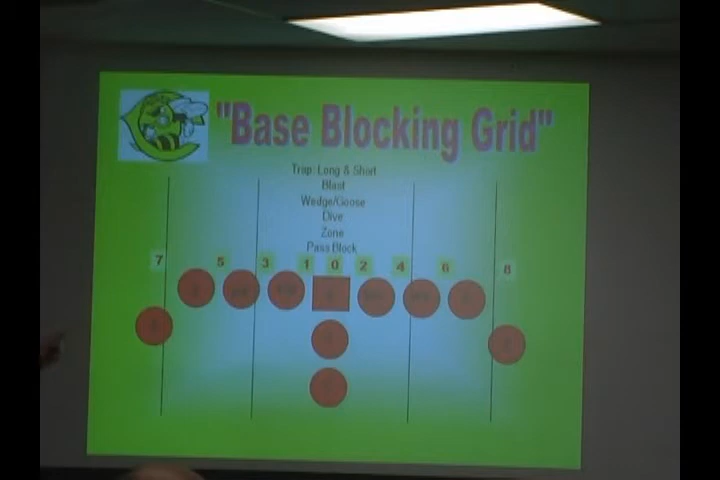 "Base Blocking Grid"
Trap: Long & Short
Blast
Wedge/Goose
Dive
Zone
Pass Block
7 5 3 1 0 2 4 6 8